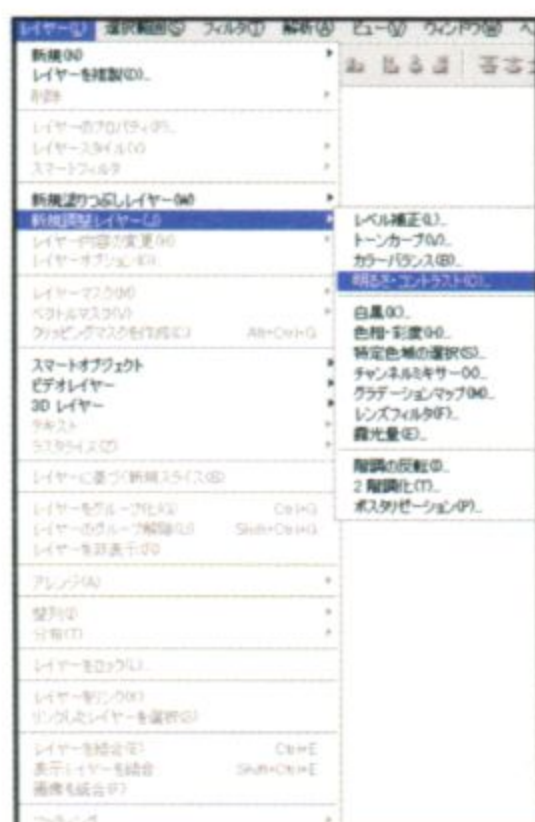 レイヤー(L) 選択範囲(S) フィルタ(T) 解析(A) ビュー(V) ウィンドウ(W)
新規(N)
レイヤーを複製(D)...
削除
レイヤーのプロパティ(P)...
レイヤースタイル(Y)
スマートフィルタ
新規塗りつぶしレイヤー(W)
新規調整レイヤー(J)
レイヤー内容の変更(H)
レイヤーオプション(O)...
レイヤーマスク(M)
ベクトルマスク(V)
クリッピングマスクを作成(C) Alt+Ctrl+G
スマートオブジェクト
ビデオレイヤー
3D レイヤー
テキスト
ラスタライズ(Z)
レイヤーに基づく新規スライス(B)
レイヤーをグループ化(G) Ctrl+G
レイヤーのグループ解除(U) Shift+Ctrl+G
レイヤーを非表示(R)
アレンジ(A)
整列(I)
分布(T)
レイヤーをロック(L)...
レイヤーをリンク(K)
リンクしたレイヤーを選択(S)
レイヤーを結合(E) Ctrl+E
表示レイヤーを結合 Shift+Ctrl+E
画像を統合(F)
マッティング
レベル補正(L)...
トーンカーブ(V)...
カラーバランス(B)...
明るさ・コントラスト(C)...
白黒(K)...
色相・彩度(H)...
特定色域の選択(S)...
チャンネルミキサー(X)...
グラデーションマップ(M)...
レンズフィルタ(F)...
露光量(E)...
階調の反転(I)...
2 階調化(T)...
ポスタリゼーション(P)...